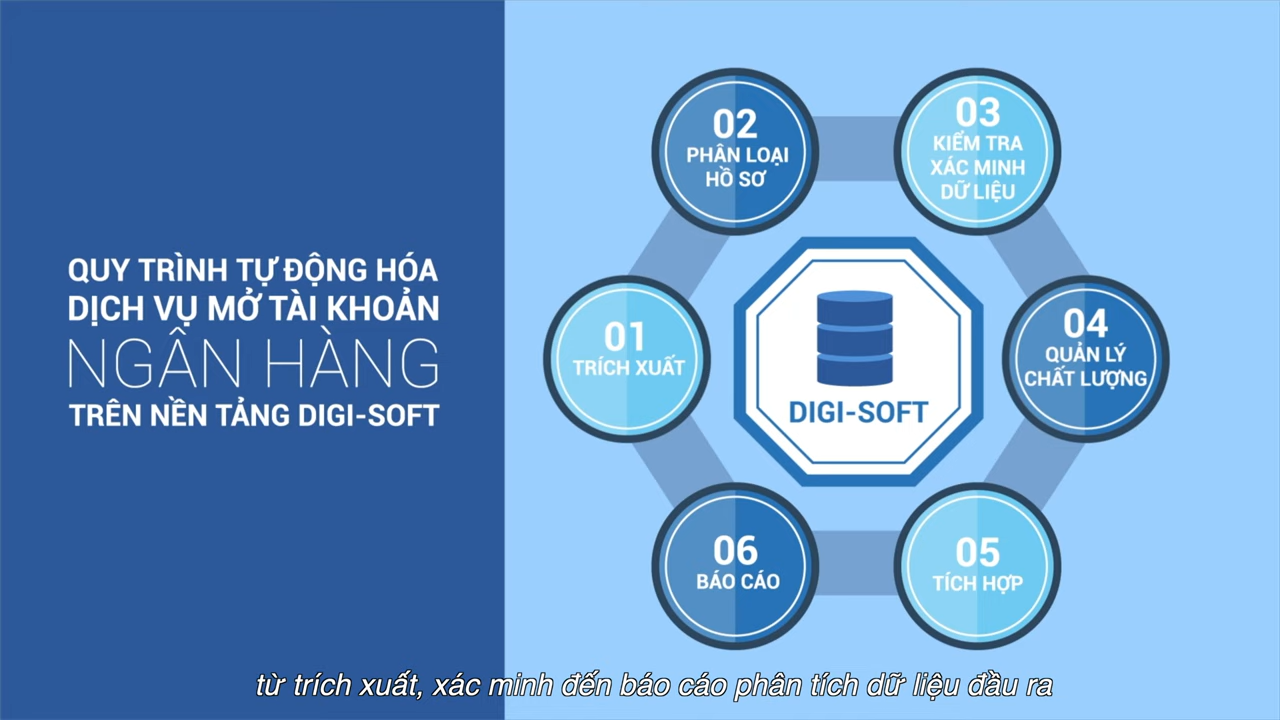 QUY TRÌNH TỰ ĐỘNG HÓA
DỊCH VỤ MỞ TÀI KHOẢN
NGÂN HÀNG
TRÊN NỀN TẢNG DIGI-SOFT
01
TRÍCH XUẤT
02
PHÂN LOẠI
HỒ SƠ
03
KIỂM TRA
XÁC MINH
DỮ LIỆU
04
QUẢN LÝ
CHẤT LƯỢNG
05
TÍCH HỢP
06
BÁO CÁO
DIGI-SOFT
từ trích xuất, xác minh đến báo cáo phân tích dữ liệu đầu ra